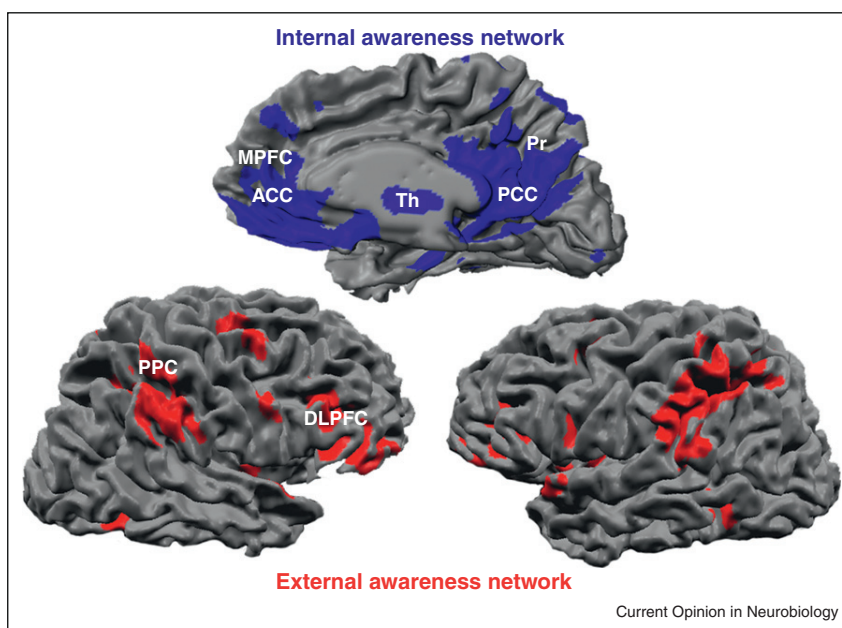 Internal awareness network
MPFC
Pr
ACC
Th
PCC
PPC
DLPFC
External awareness network
Current Opinion in Neurobiology